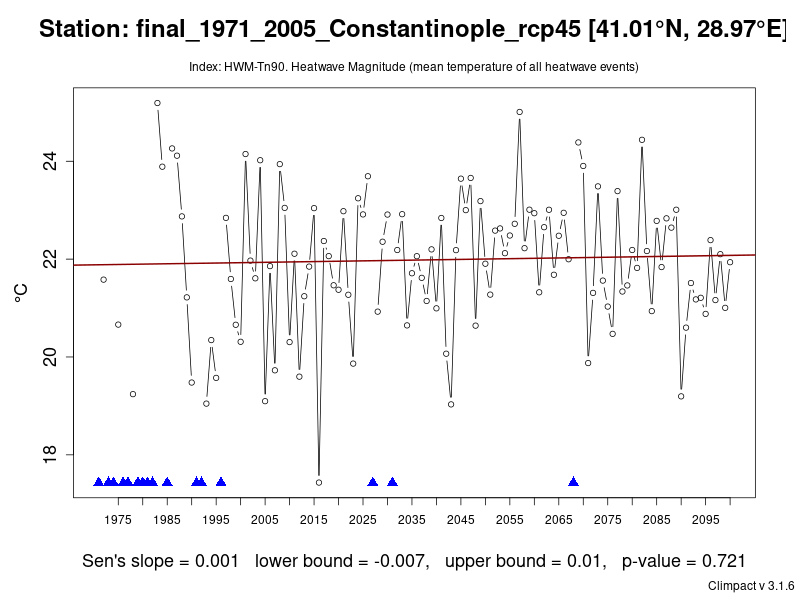 Station: final_1971_2005_Constantinople_rcp45 [41.01°N, 28.97°E]
Index: HWM-Tn90. Heatwave Magnitude (mean temperature of all heatwave events)
°C
24
22
20
18
1975 1985 1995 2005 2015 2025 2035 2045 2055 2065 2075 2085 2095
Sen's slope = 0.001 lower bound = -0.007, upper bound = 0.01, p-value = 0.721
Climpact v 3.1.6